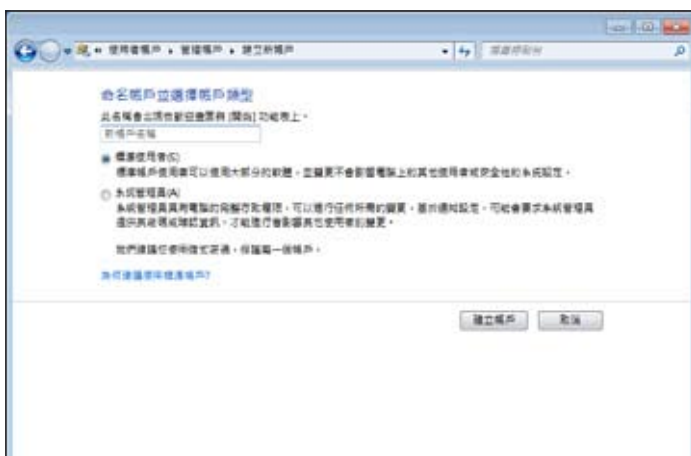 使用者帳戶 ▸ 管理帳戶 ▸ 建立新帳戶
搜尋控制台
命名帳戶並選擇帳戶類型
此名稱會出現在歡迎畫面與 [開始] 功能表上。
新帳戶名稱
標準使用者(S)
標準帳戶使用者可以使用大部分的軟體，並變更不會影響電腦上的其他使用者或安全性的系統設定。
系統管理員(A)
系統管理員具有電腦的完整存取權限，可以進行任何所需的變更。基於通知設定，可能會要求系統管理員
提供其密碼或確認資訊，才能進行會影響其他使用者的變更。
我們建議您使用強式密碼，保護每一個帳戶。
為何建議使用標準帳戶?
建立帳戶
取消